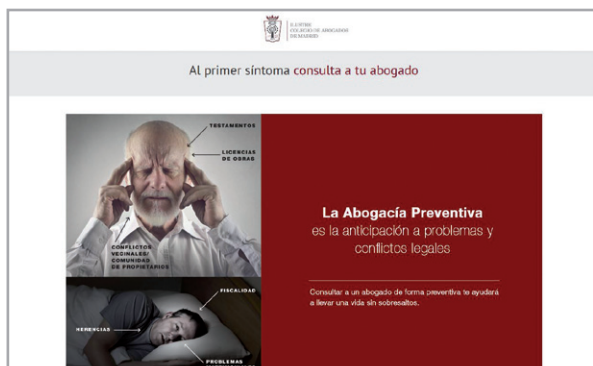 ILUSTRE
COLEGIO DE ABOGADOS
DE MADRID
Al primer síntoma consulta a tu abogado
TESTAMENTOS
LICENCIAS
DE OBRAS
CONFLICTOS
VECINALES/
COMUNIDAD
DE PROPIETARIOS
La Abogacía Preventiva
es la anticipación a problemas y
conflictos legales
FISCALIDAD
HERENCIAS
PROBLEMAS
Consultar a un abogado de forma preventiva te ayudará
a llevar una vida sin sobresaltos.